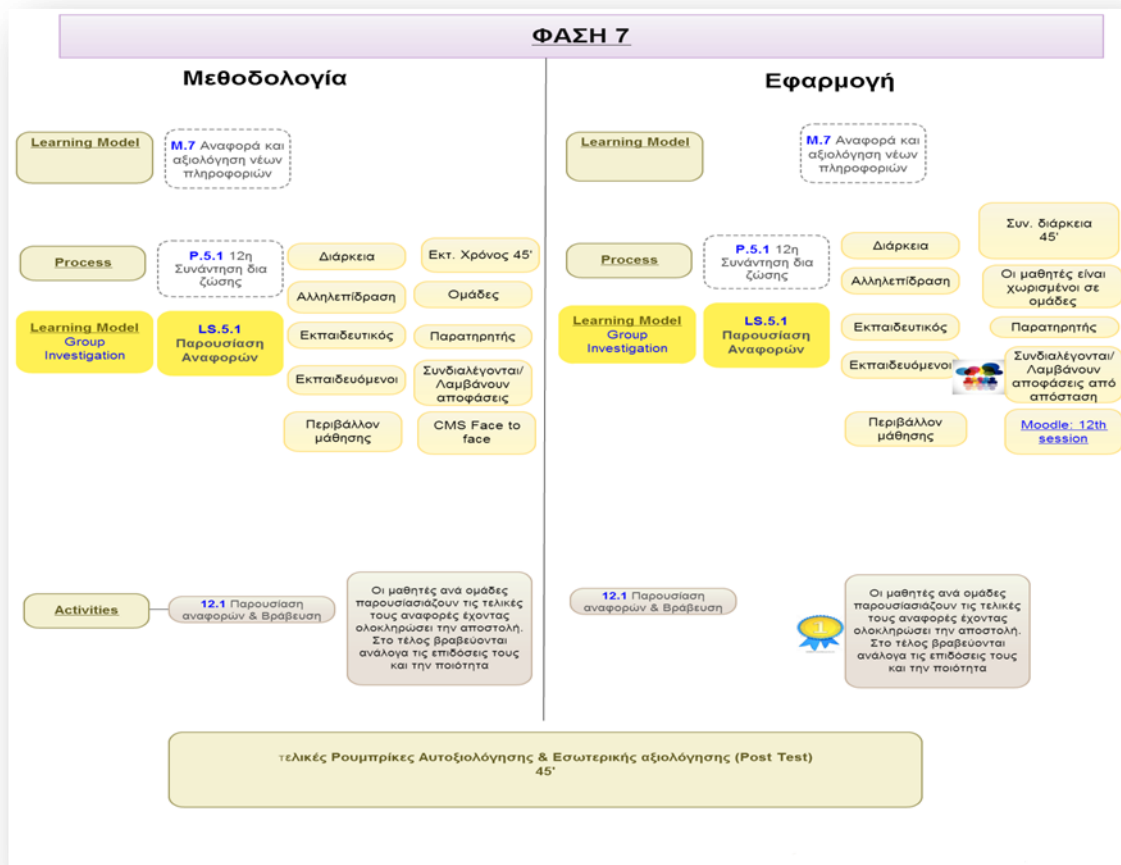 ΦΑΣΗ 7
Μεθοδολογία
Learning Model
Μ.7 Αναφορά και
αξιολόγηση νέων
πληροφοριών
Process
P.5.1 12η
Συνάντηση δια
ζώσης
Διάρκεια
Εκτ. Χρόνος 45'
Αλληλεπίδραση
Ομάδες
Learning Model
Group
Investigation
LS.5.1
Παρουσίαση
Αναφορών
Εκπαιδευτικός
Παρατηρητής
Εκπαιδευόμενοι
Συνδιαλέγονται/
Λαμβάνουν
αποφάσεις
Περιβάλλον
μάθησης
CMS Face to
face
Activities
12.1 Παρουσίαση
αναφορών & Βράβευση
Οι μαθητές ανά ομάδες
παρουσίασιάζουν τις τελικές
τους αναφορές έχοντας
ολοκληρώσει την αποστολή.
Στο τέλος βραβεύονται
ανάλογα τις επιδόσεις τους
και την ποιότητα
Εφαρμογή
Learning Model
Μ.7 Αναφορά και
αξιολόγηση νέων
πληροφοριών
Process
P.5.1 12η
Συνάντηση δια
ζώσης
Διάρκεια
Συν. διάρκεια
45'
Αλληλεπίδραση
Οι μαθητές είναι
χωρισμένοι σε
ομάδες
Learning Model
Group
Investigation
LS.5.1
Παρουσίαση
Αναφορών
Εκπαιδευτικός
Παρατηρητής
Εκπαιδευόμενοι
Συνδιαλέγονται/
Λαμβάνουν
αποφάσεις από
απόσταση
Περιβάλλον
μάθησης
Moodle: 12th
session
12.1 Παρουσίαση
αναφορών & Βράβευση
1
Οι μαθητές ανά ομάδες
παρουσίασιάζουν τις τελικές
τους αναφορές έχοντας
ολοκληρώσει την αποστολή.
Στο τέλος βραβεύονται
ανάλογα τις επιδόσεις τους
και την ποιότητα
τελικές Ρουμπρίκες Αυτοξιολόγησης & Εσωτερικής αξιολόγησης (Post Test)
45'